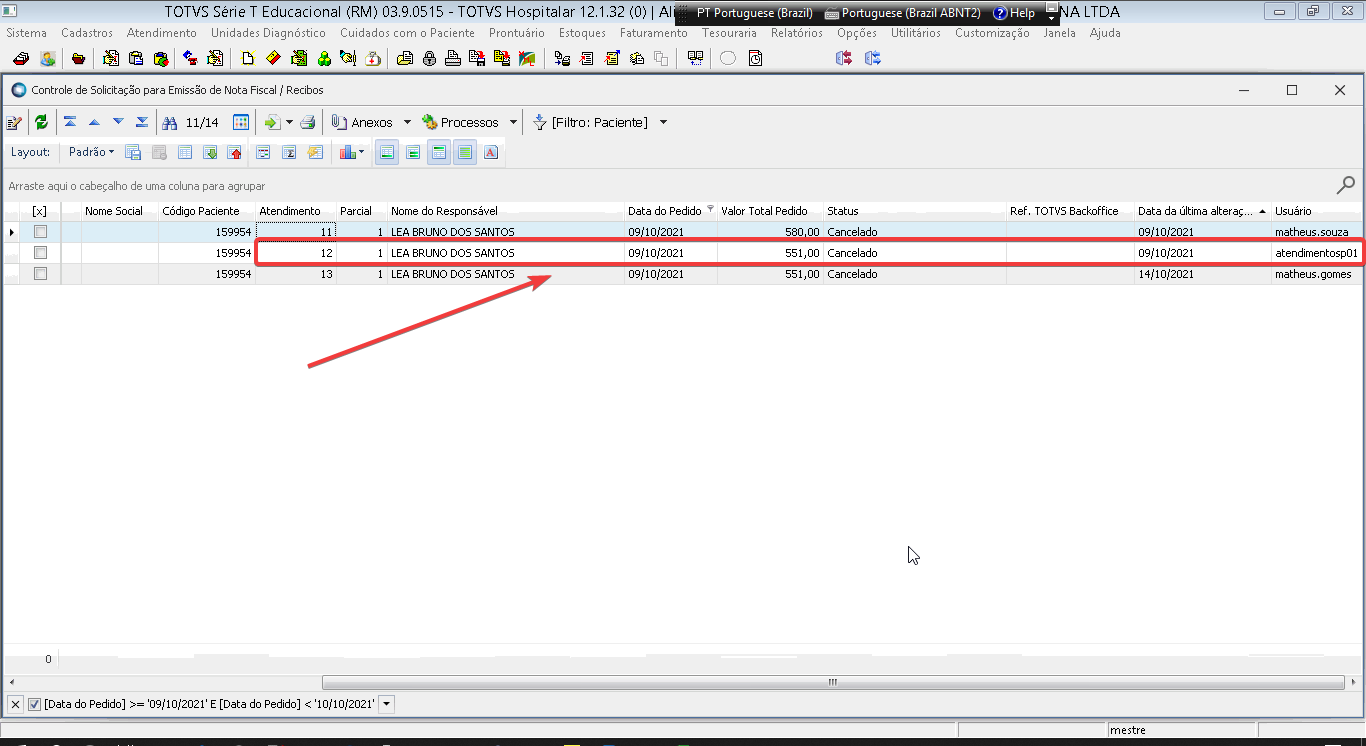 TOTVS Série T Educacional (RM) 03.9.0515 - TOTVS Hospitalar 12.1.32 (0) | Ali
PT Portuguese (Brazil) Portuguese (Brazil ABNT2) Help
NA LTDA
Sistema Cadastros Atendimento Unidades Diagnóstico Cuidados com o Paciente Prontuário Estoques Faturamento Tesouraria Relatórios Opções Utilitários Customização Janela Ajuda
Controle de Solicitação para Emissão de Nota Fiscal / Recibos
11/14 Anexos Processos [Filtro: Paciente]
Layout: Padrão
Arraste aqui o cabeçalho de uma coluna para agrupar
[x] Nome Social Código Paciente Atendimento Parcial Nome do Responsável Data do Pedido Valor Total Pedido Status Ref. TOTVS Backoffice Data da última alteraç... Usuário
159954 11 1 LEA BRUNO DOS SANTOS 09/10/2021 580,00 Cancelado 09/10/2021 matheus.souza
159954 12 1 LEA BRUNO DOS SANTOS 09/10/2021 551,00 Cancelado 09/10/2021 atendimentosp01
159954 13 1 LEA BRUNO DOS SANTOS 09/10/2021 551,00 Cancelado 14/10/2021 matheus.gomes
0
[Data do Pedido] >= '09/10/2021' E [Data do Pedido] < '10/10/2021'
mestre